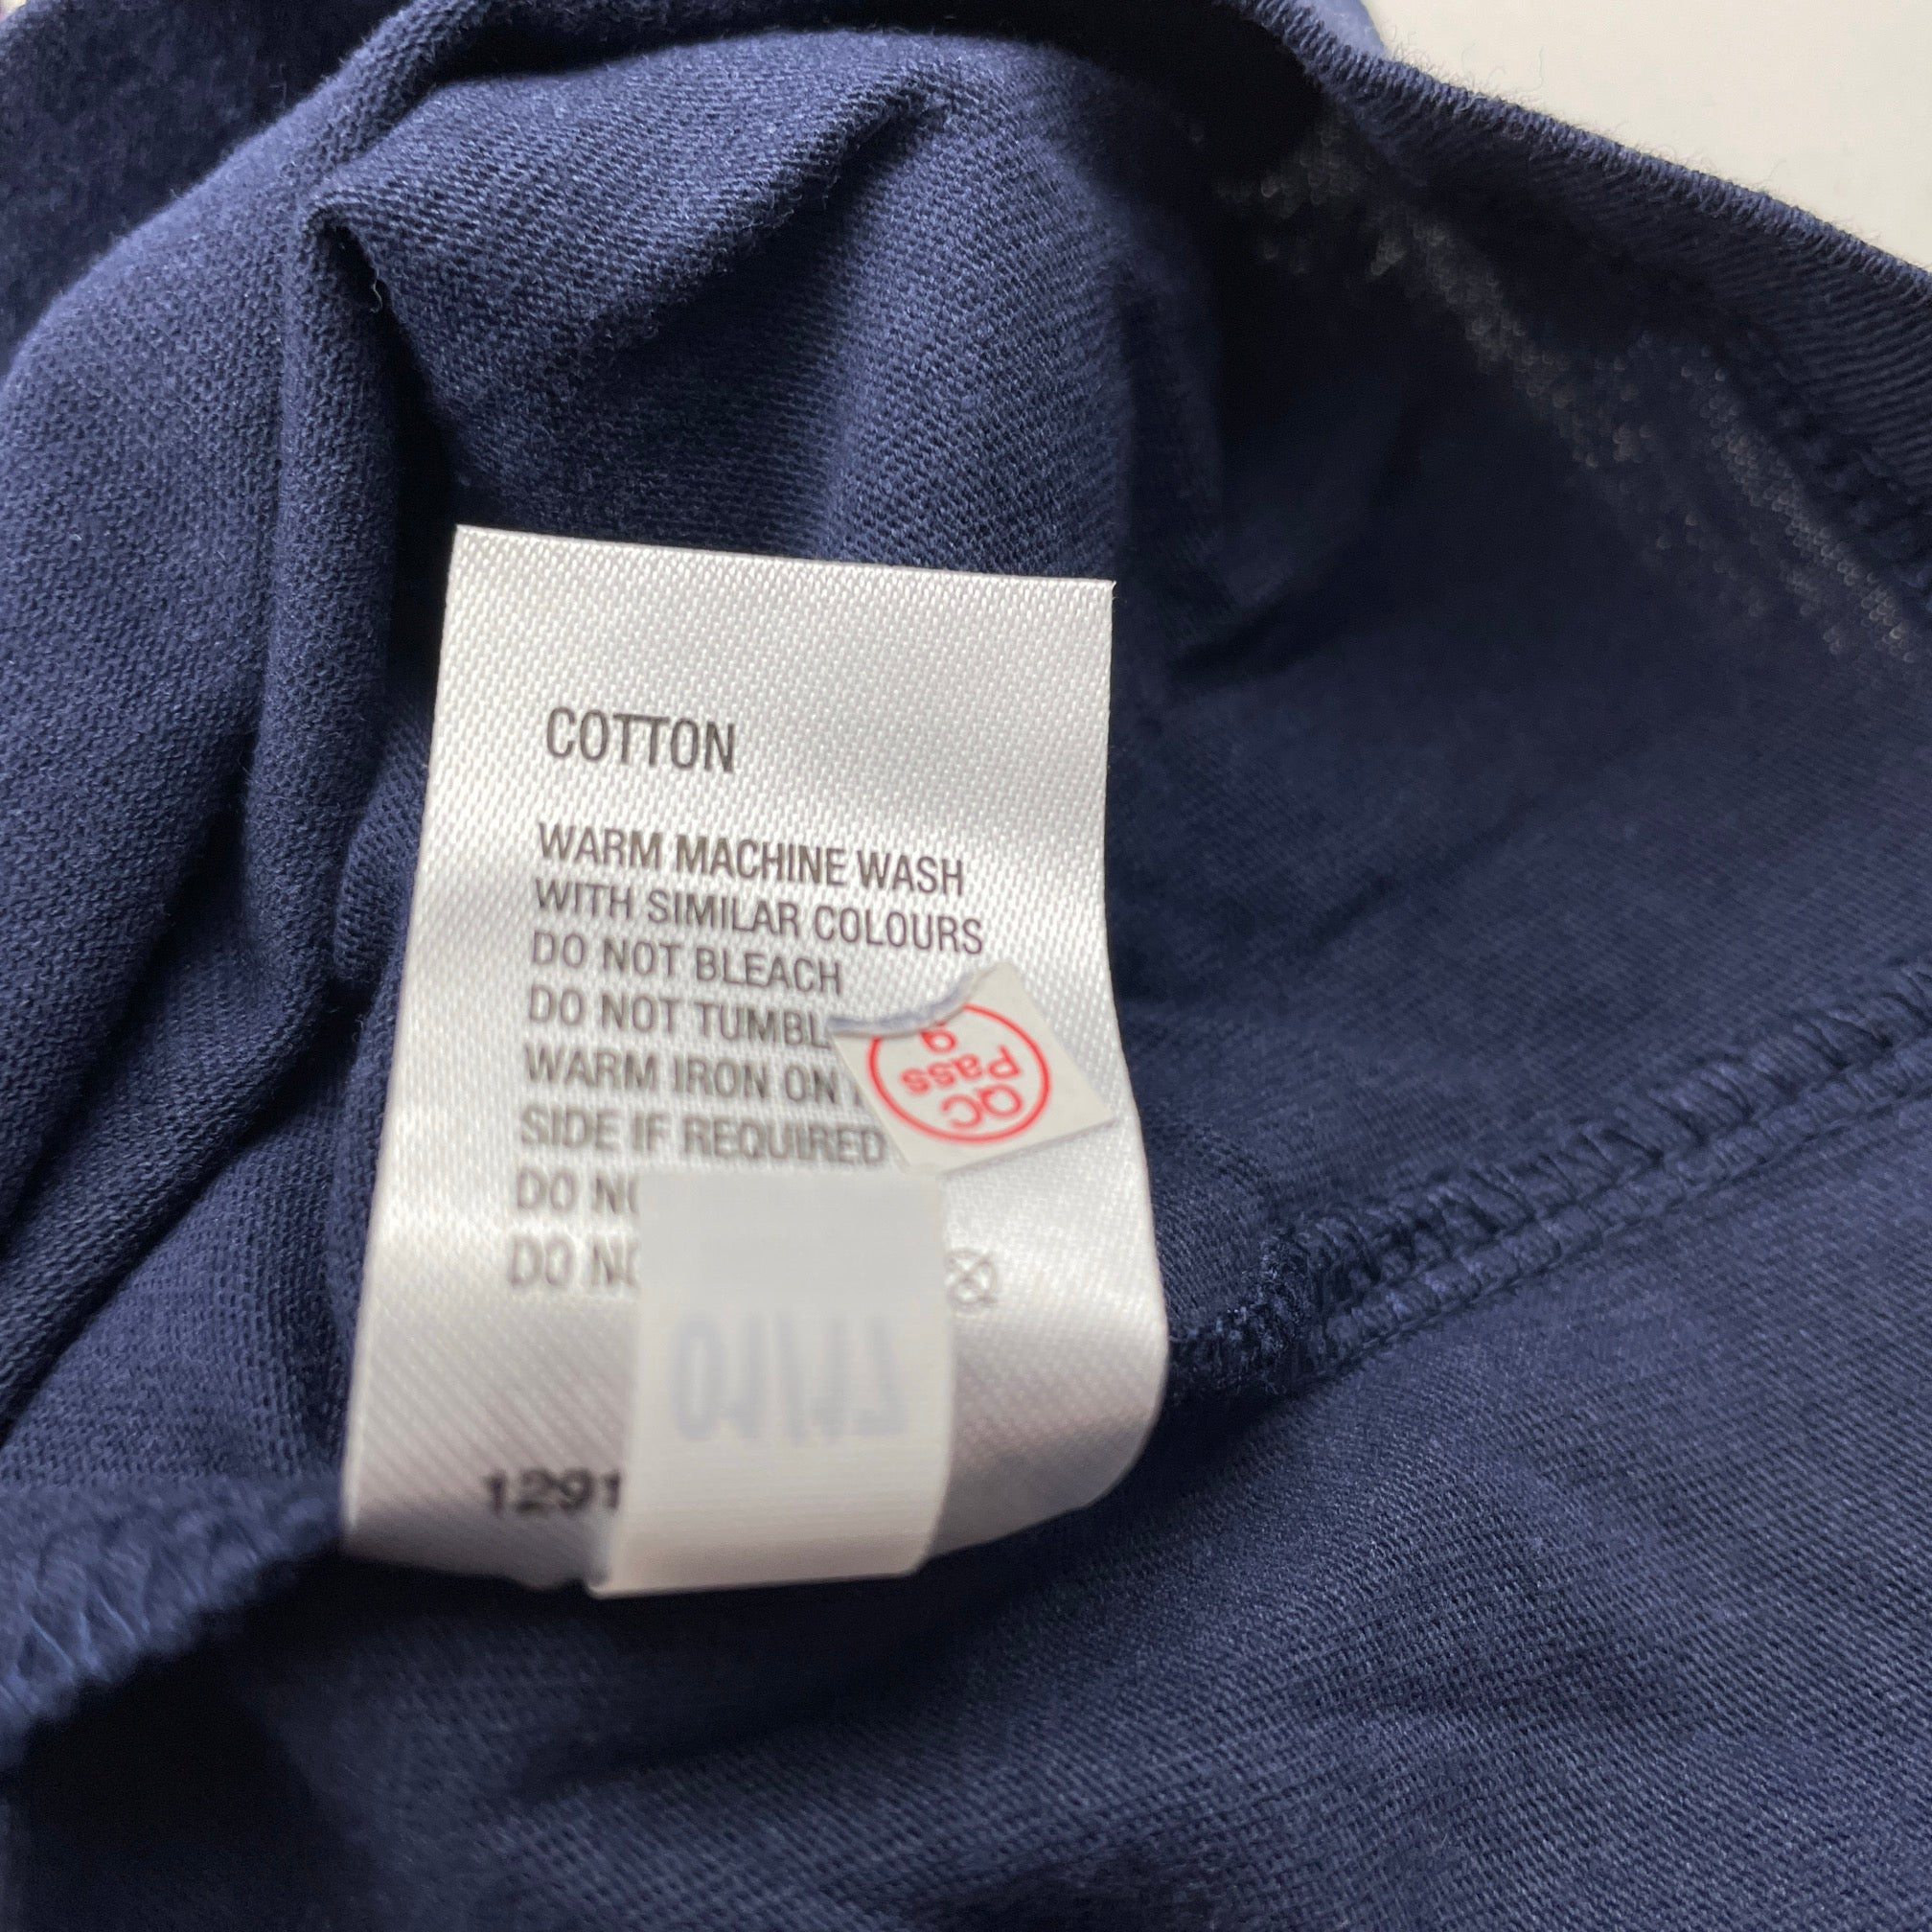 COTTON
WARM MACHINE WASH
WITH SIMILAR COLOURS
DO NOT BLEACH
DO NOT TUMBL
WARM IRON ON
SIDE IF REQUIRED
DO NO
DO NO
1291
QC
Pass
9